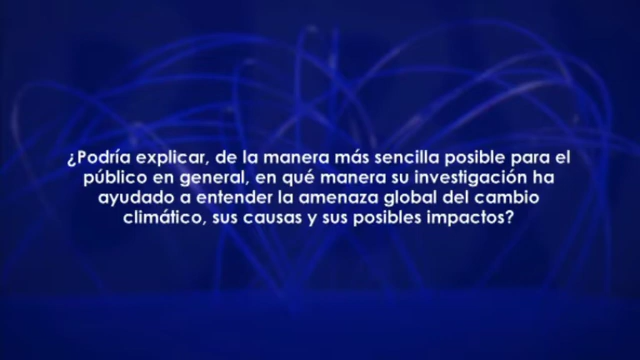 ¿Podría explicar, de la manera más sencilla posible para el
público en general, en qué manera su investigación ha
ayudado a entender la amenaza global del cambio
climático, sus causas y sus posibles impactos?